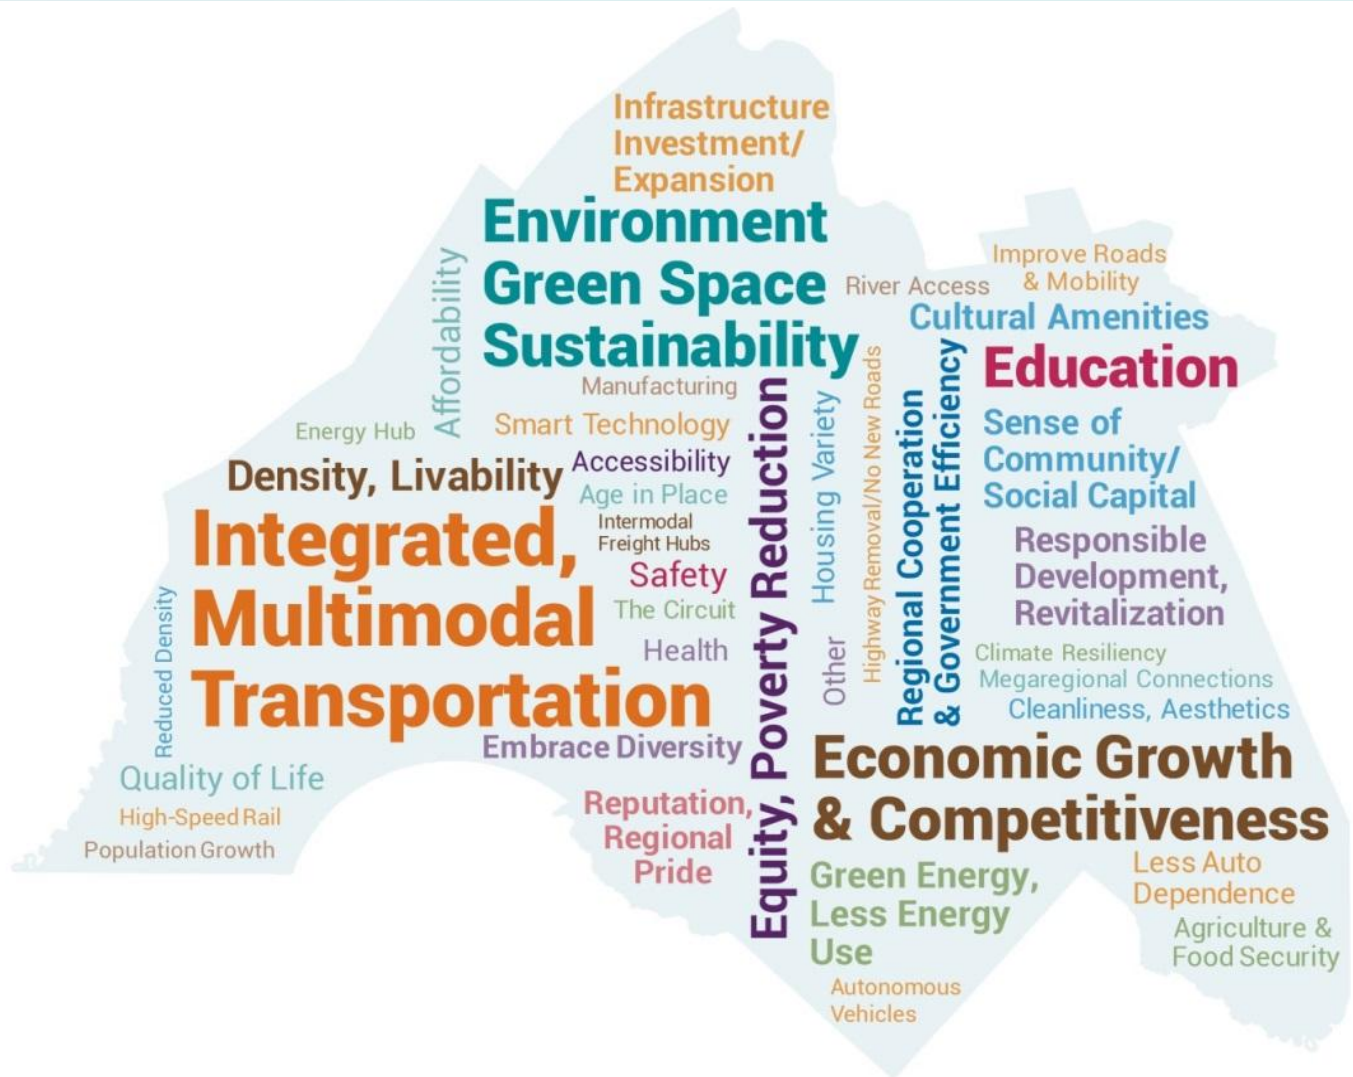 Infrastructure
Investment/
Expansion
Environment
Green Space
Sustainability
Affordability
River Access
Improve Roads
& Mobility
Cultural Amenities
Education
Manufacturing
Smart Technology
Energy Hub
Density, Livability
Accessibility
Age in Place
Intermodal
Freight Hubs
Safety
The Circuit
Health
Integrated,
Multimodal
Transportation
Reduced Density
Embrace Diversity
Equity, Poverty Reduction
Housing Variety
Other
Highway Removal/No New Roads
Regional Cooperation
& Government Efficiency
Sense of
Community/
Social Capital
Responsible
Development,
Revitalization
Climate Resiliency
Megaregional Connections
Cleanliness, Aesthetics
Economic Growth
& Competitiveness
Quality of Life
High-Speed Rail
Population Growth
Reputation,
Regional
Pride
Green Energy,
Less Energy
Use
Less Auto
Dependence
Agriculture &
Food Security
Autonomous
Vehicles